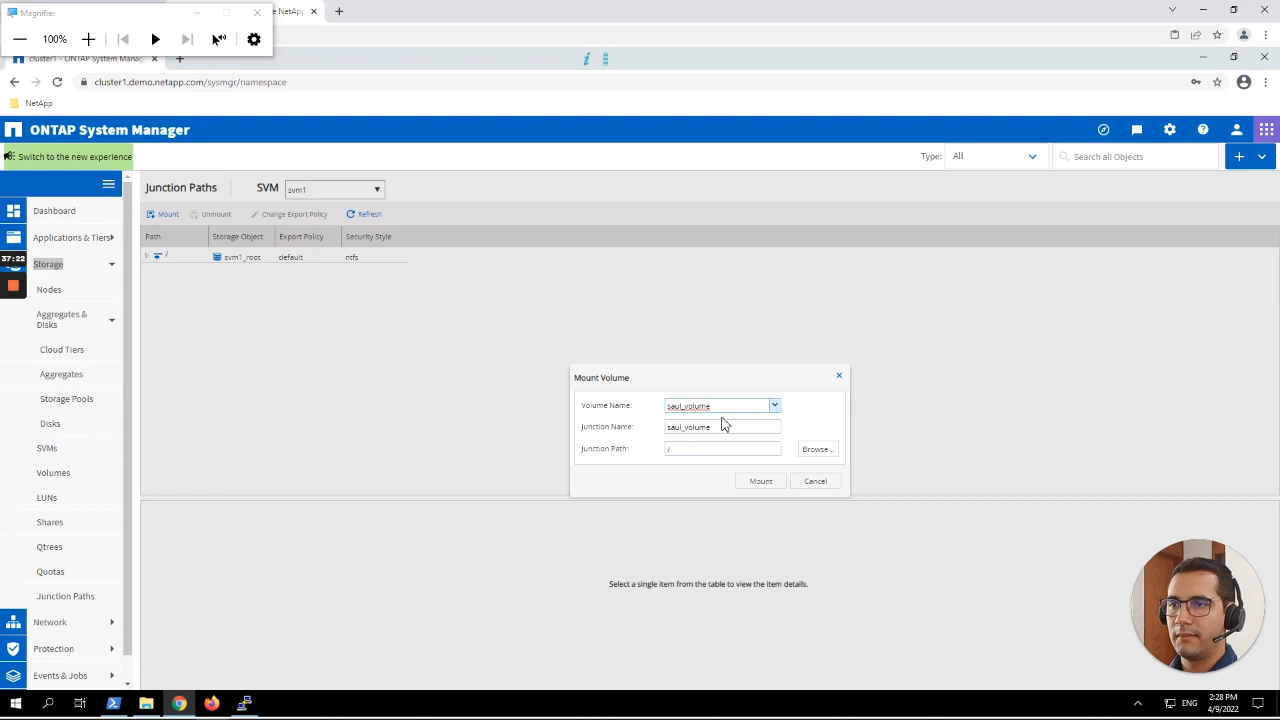 Magnifier
NetAp
100%
cluster1 - ONTAP System Manag
cluster1.demo.netapp.com/sysmgr/namespace
NetApp
ONTAP System Manager
Switch to the new experience
Type: All
Search all Objects
Junction Paths
SVM svm1
Mount
Unmount
Change Export Policy
Refresh
Path
Storage Object
Export Policy
Security Style
/
svm1_root
default
ntfs
Dashboard
Applications & Tiers
37:22
Storage
Nodes
Aggregates &
Disks
Cloud Tiers
Aggregates
Storage Pools
Disks
SVMs
Volumes
LUNs
Shares
Qtrees
Quotas
Junction Paths
Network
Protection
Events & Jobs
Mount Volume
Volume Name: saul_volume
Junction Name: saul_volume
Junction Path: /
Browse...
Mount
Cancel
Select a single item from the table to view the item details.
ENG
2:28 PM
4/9/2022